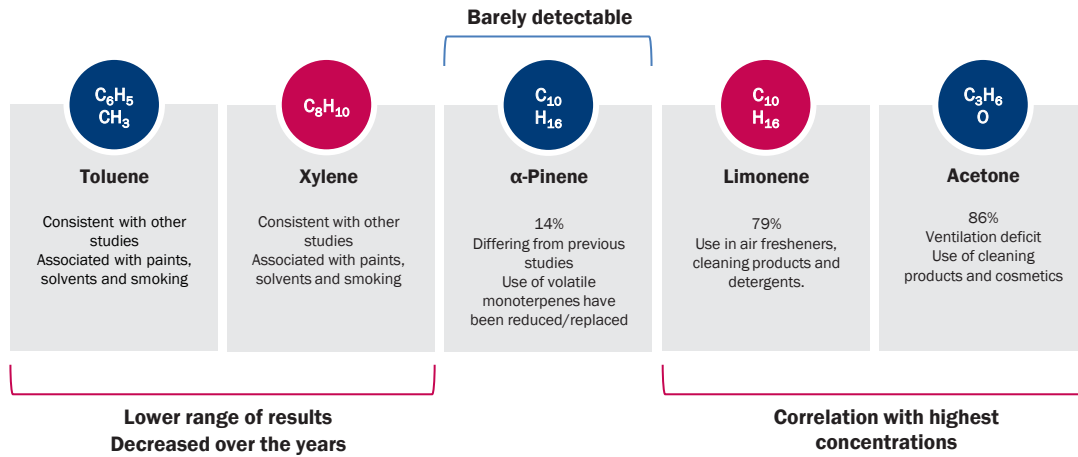 Barely detectable
C₆H₅
CH₃
Toluene
Consistent with other
studies
Associated with paints,
solvents and smoking
C₈H₁₀
Xylene
Consistent with other
studies
Associated with paints,
solvents and smoking
C₁₀
H₁₆
α-Pinene
14%
Differing from previous
studies
Use of volatile
monoterpenes have
been reduced/replaced
C₁₀
H₁₆
Limonene
79%
Use in air fresheners,
cleaning products and
detergents.
C₃H₆
O
Acetone
86%
Ventilation deficit
Use of cleaning
products and cosmetics
Lower range of results
Decreased over the years
Correlation with highest
concentrations